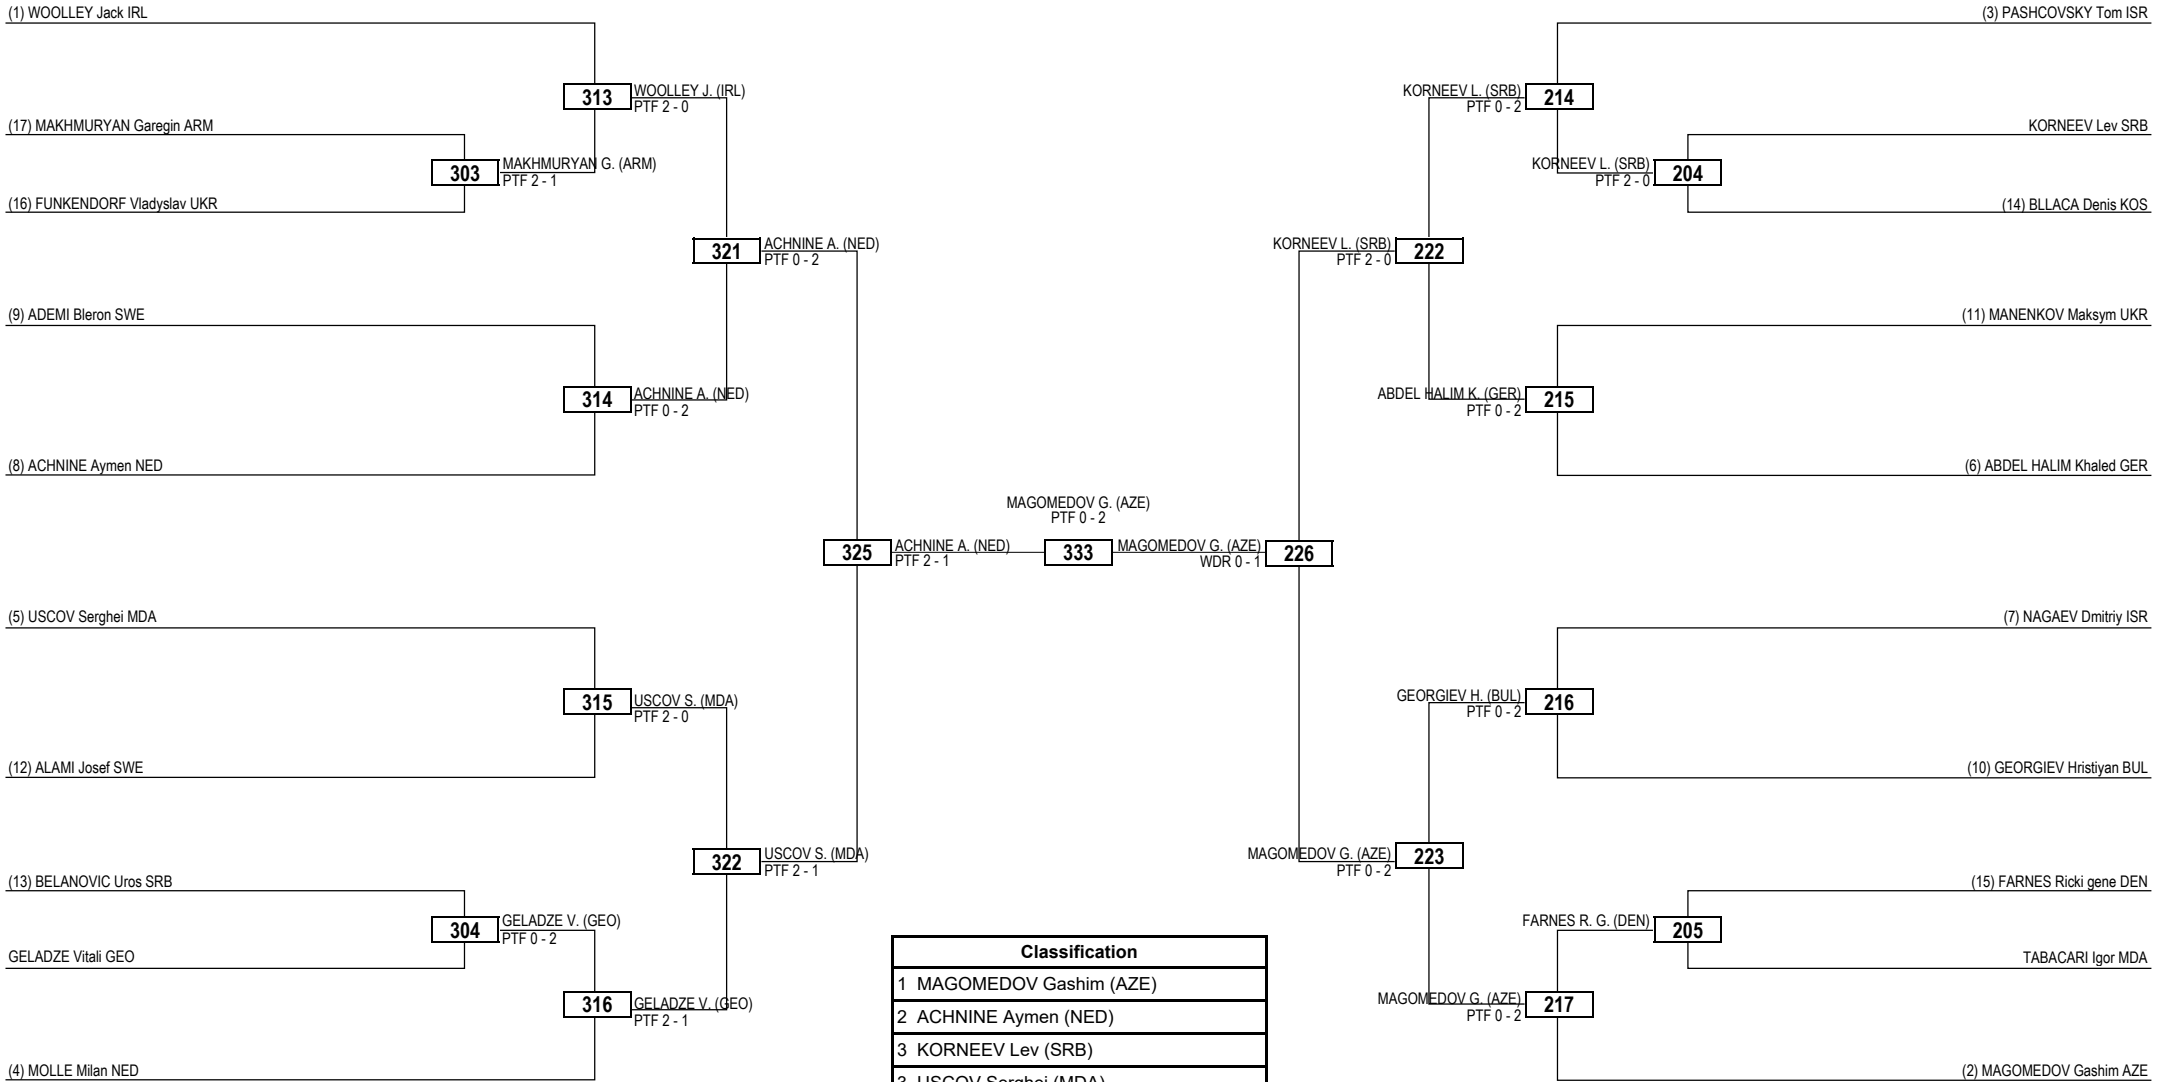 (1) WOOLLEY Jack IRL
(3) PASHCOVSKY Tom ISR
313
WOOLLEY J. (IRL)
PTF 2 - 0
KORNEEV L. (SRB)
PTF 0 - 2
214
(17) MAKHMURYAN Garegin ARM
KORNEEV Lev SRB
303
MAKHMURYAN G. (ARM)
PTF 2 - 1
KORNEEV L. (SRB)
PTF 2 - 0
204
(16) FUNKENDORF Vladyslav UKR
(14) BLLACA Denis KOS
321
ACHNINE A. (NED)
PTF 0 - 2
KORNEEV L. (SRB)
PTF 2 - 0
222
(9) ADEMI Bleron SWE
(11) MANENKOV Maksym UKR
314
ACHNINE A. (NED)
PTF 0 - 2
ABDEL HALIM K. (GER)
PTF 0 - 2
215
(8) ACHNINE Aymen NED
(6) ABDEL HALIM Khaled GER
MAGOMEDOV G. (AZE)
PTF 0 - 2
325
ACHNINE A. (NED)
PTF 2 - 1
333
MAGOMEDOV G. (AZE)
WDR 0 - 1
226
(5) USCOV Serghei MDA
(7) NAGAEV Dmitriy ISR
315
USCOV S. (MDA)
PTF 2 - 0
GEORGIEV H. (BUL)
PTF 0 - 2
216
(12) ALAMI Josef SWE
(10) GEORGIEV Hristiyan BUL
322
USCOV S. (MDA)
PTF 2 - 1
MAGOMEDOV G. (AZE)
PTF 0 - 2
223
(13) BELANOVIC Uros SRB
(15) FARNES Ricki gene DEN
304
GELADZE V. (GEO)
PTF 0 - 2
FARNES R. G. (DEN)
205
GELADZE Vitali GEO
TABACARI Igor MDA
316
GELADZE V. (GEO)
PTF 2 - 1
MAGOMEDOV G. (AZE)
PTF 0 - 2
217
(4) MOLLE Milan NED
(2) MAGOMEDOV Gashim AZE
Classification
1 MAGOMEDOV Gashim (AZE)
2 ACHNINE Aymen (NED)
3 KORNEEV Lev (SRB)
3 USCOV Serghei (MDA)